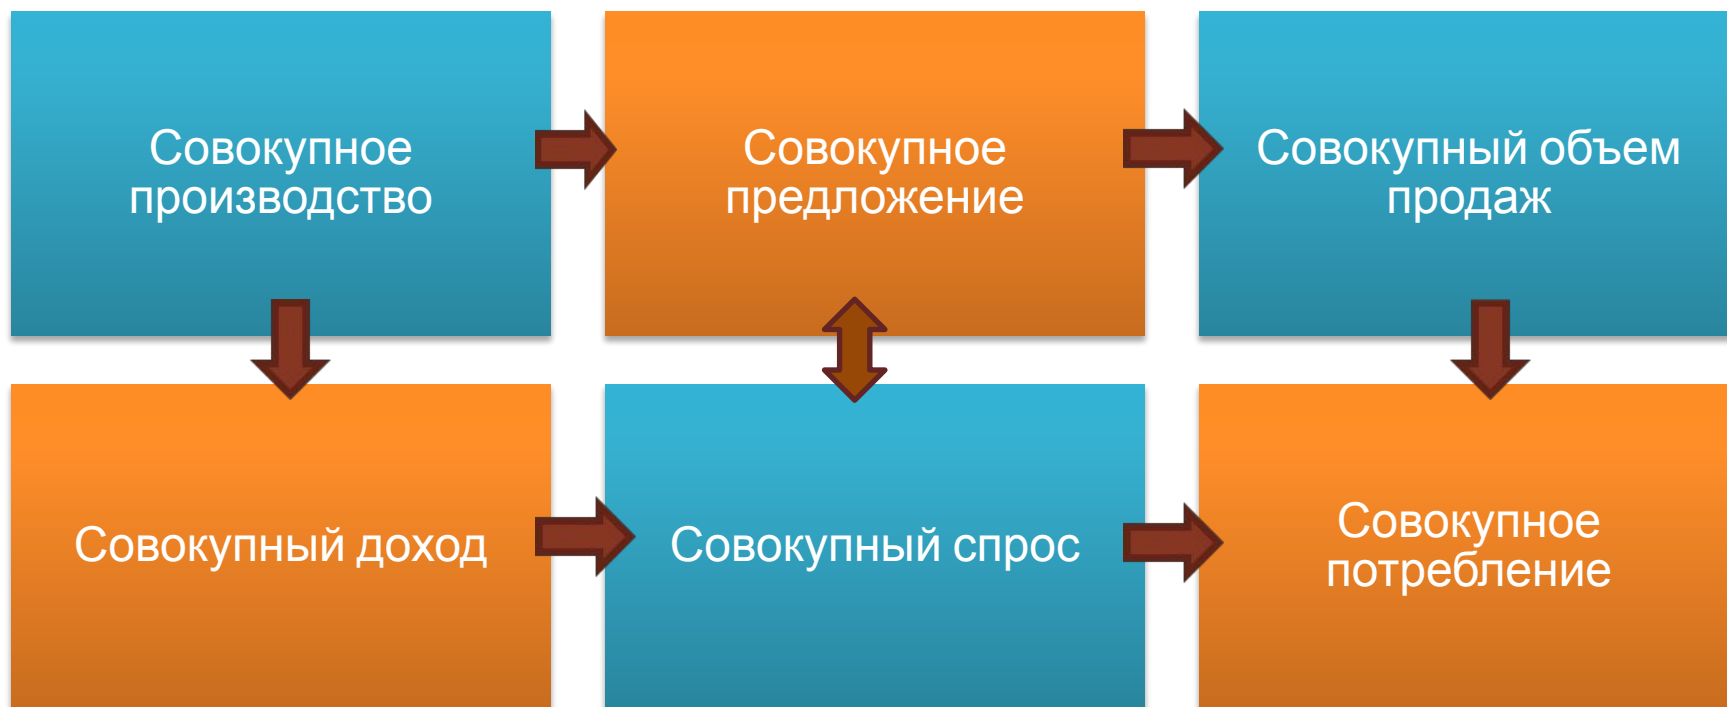 Совокупное
производство
Совокупное
предложение
Совокупный объем
продаж
Совокупный доход
Совокупный спрос
Совокупное
потребление